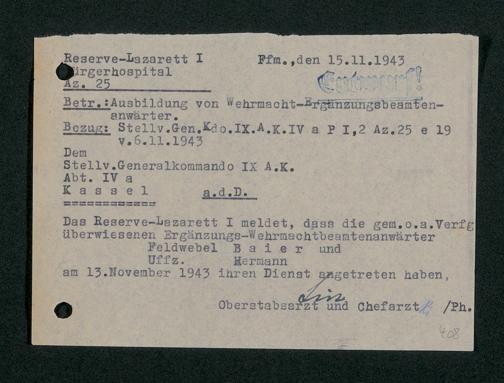 Reserve-Lazarett I Ffm.,den 15.11.1943
Bürgerhospital
Az. 25 Entwurf!
Betr.:Ausbildung von Wehrmacht-Ergänzungsbeamten-
anwärter.
Bezug: Stellv.Gen.Kdo.IX.A.K.IV a P I,2 Az.25 e 19
v.6.11.1943
Dem
Stellv.Generalkommando IX A.K.
Abt. IV a
K a s s e l a.d.D.
============
Das Reserve-Lazarett I meldet, dass die gem.o.a.Verfg
überwiesenen Ergänzungs-Wehrmachtbeamtenanwärter
Feldwebel B a i e r und
Uffz. Hermann
am 13.November 1943 ihren Dienst angetreten haben,
Oberstabsarzt und Chefarzt /Ph.
408